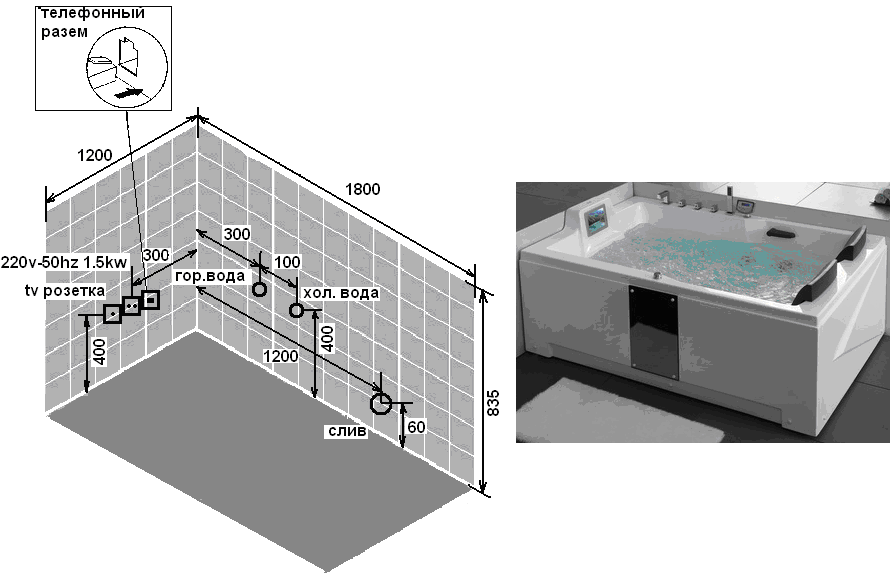 телефонный
разем
1200
1800
300
100
300
220v-50hz 1.5kw
гор.вода
tv розетка
хол. вода
400
400
1200
835
60
слив